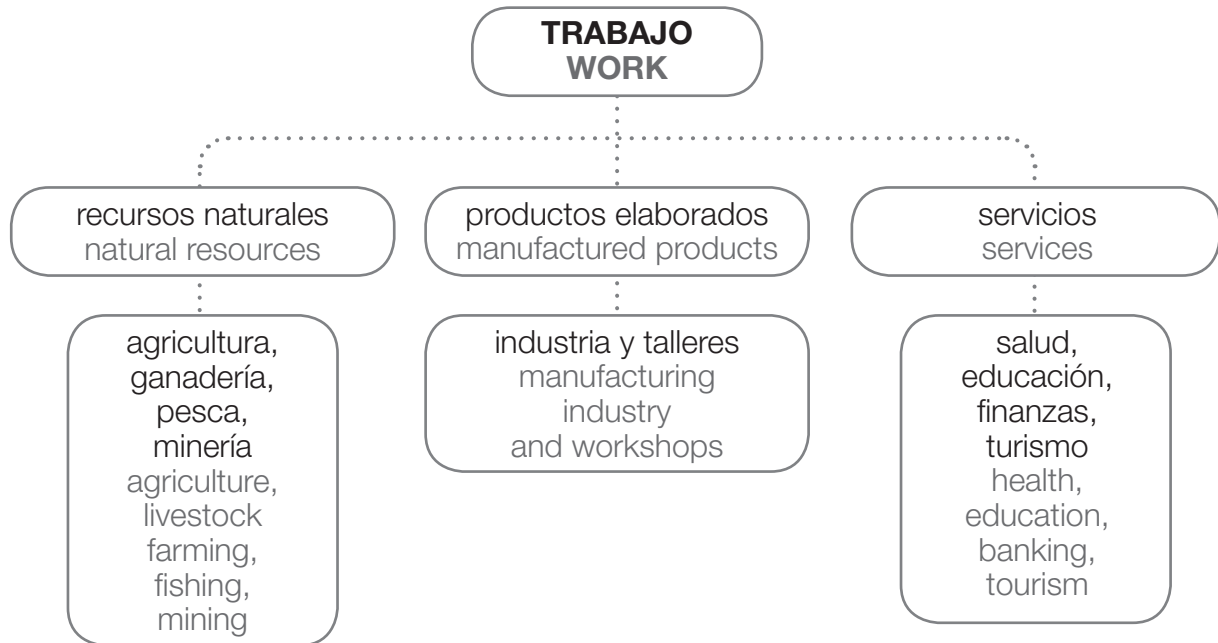 TRABAJO
WORK
recursos naturales
natural resources
productos elaborados
manufactured products
servicios
services
agricultura,
ganadería,
pesca,
minería
agriculture,
livestock
farming,
fishing,
mining
industria y talleres
manufacturing
industry
and workshops
salud,
educación,
finanzas,
turismo
health,
education,
banking,
tourism